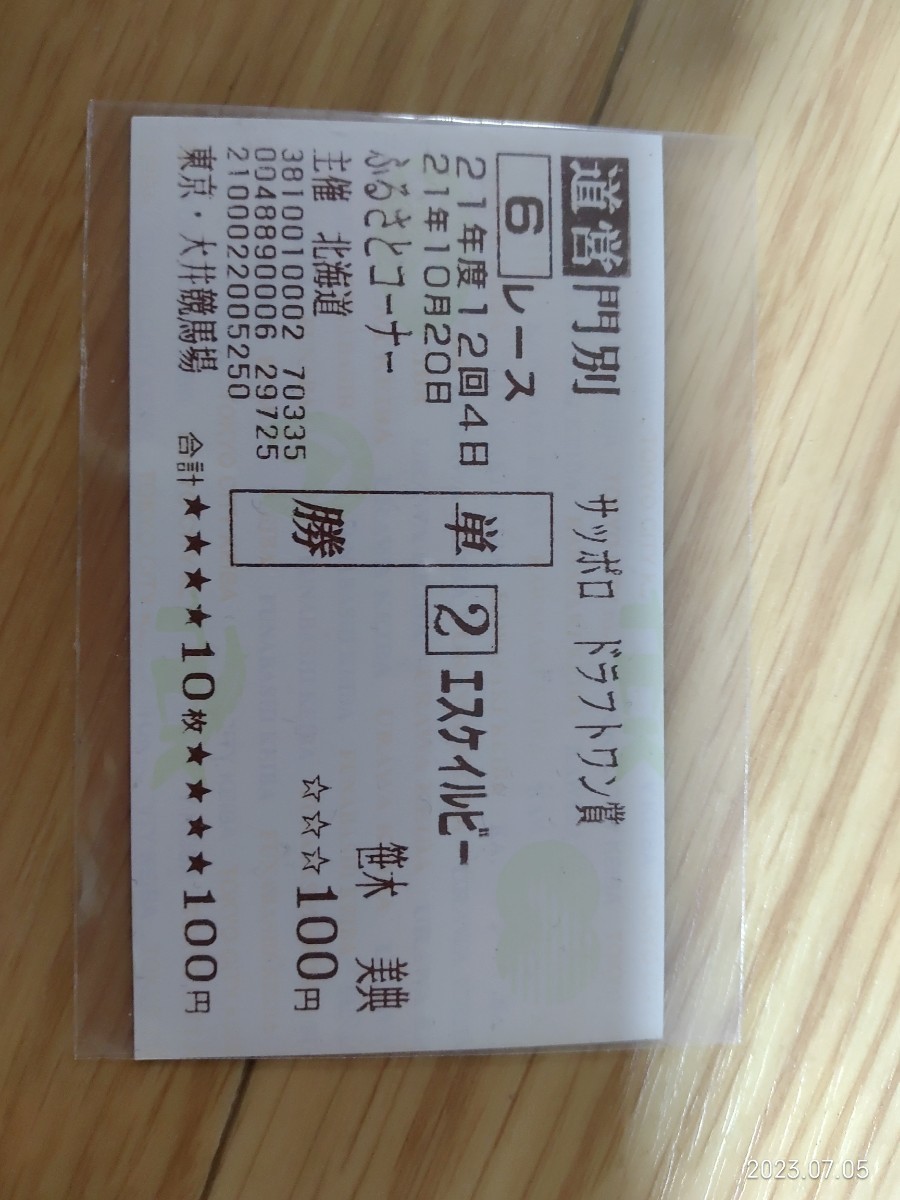 道営 門別
サッポロ ドラフトワン賞
6 レース
21年度12回4日
21年10月20日
ふるさとコーナー
主催 北海道
3810010002 70335
0048890006 29725
2100022005250
東京・大井競馬場
単勝
2 エスケイルビー
笹木 美典
☆☆☆100円
合計★★★★10枚★★★★100円
2023.07.05